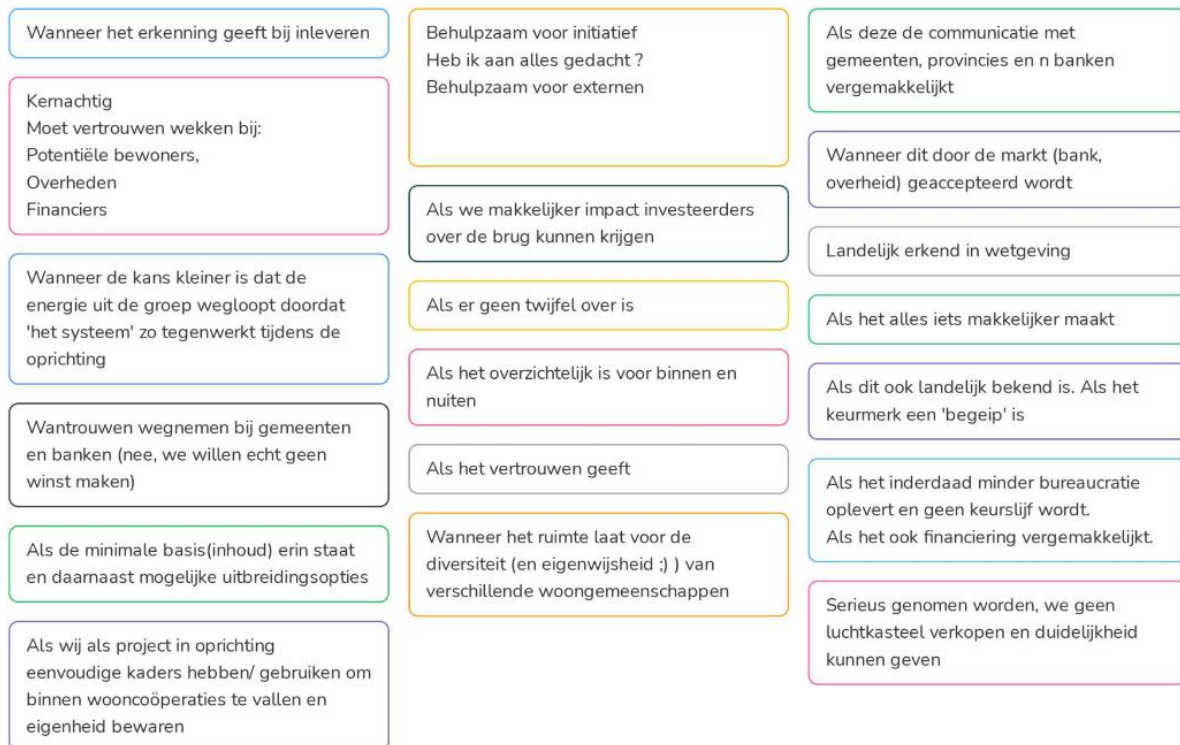 Wanneer het erkenning geeft bij inleveren
Kernachtig
Moet vertrouwen wekken bij:
Potentiële bewoners,
Overheden
Financiers
Wanneer de kans kleiner is dat de
energie uit de groep wegloopt doordat
'het systeem' zo tegenwerkt tijdens de
oprichting
Wantrouwen wegnemen bij gemeenten
en banken (nee, we willen echt geen
winst maken)
Als de minimale basis(inhoud) erin staat
en daarnaast mogelijke uitbreidingsopties
Als wij als project in oprichting
eenvoudige kaders hebben/ gebruiken om
binnen wooncoöperaties te vallen en
eigenheid bewaren
Behulpzaam voor initiatief
Heb ik aan alles gedacht ?
Behulpzaam voor externen
Als we makkelijker impact investeerders
over de brug kunnen krijgen
Als er geen twijfel over is
Als het overzichtelijk is voor binnen en
nuiten
Als het vertrouwen geeft
Wanneer het ruimte laat voor de
diversiteit (en eigenwijsheid ;) ) van
verschillende woongemeenschappen
Als deze de communicatie met
gemeenten, provincies en n banken
vergemakkelijkt
Wanneer dit door de markt (bank,
overheid) geaccepteerd wordt
Landelijk erkend in wetgeving
Als het alles iets makkelijker maakt
Als dit ook landelijk bekend is. Als het
keurmerk een 'begeip' is
Als het inderdaad minder bureaucratie
oplevert en geen keurslijf wordt.
Als het ook financiering vergemakkelijkt.
Serieus genomen worden, we geen
luchtkasteel verkopen en duidelijkheid
kunnen geven